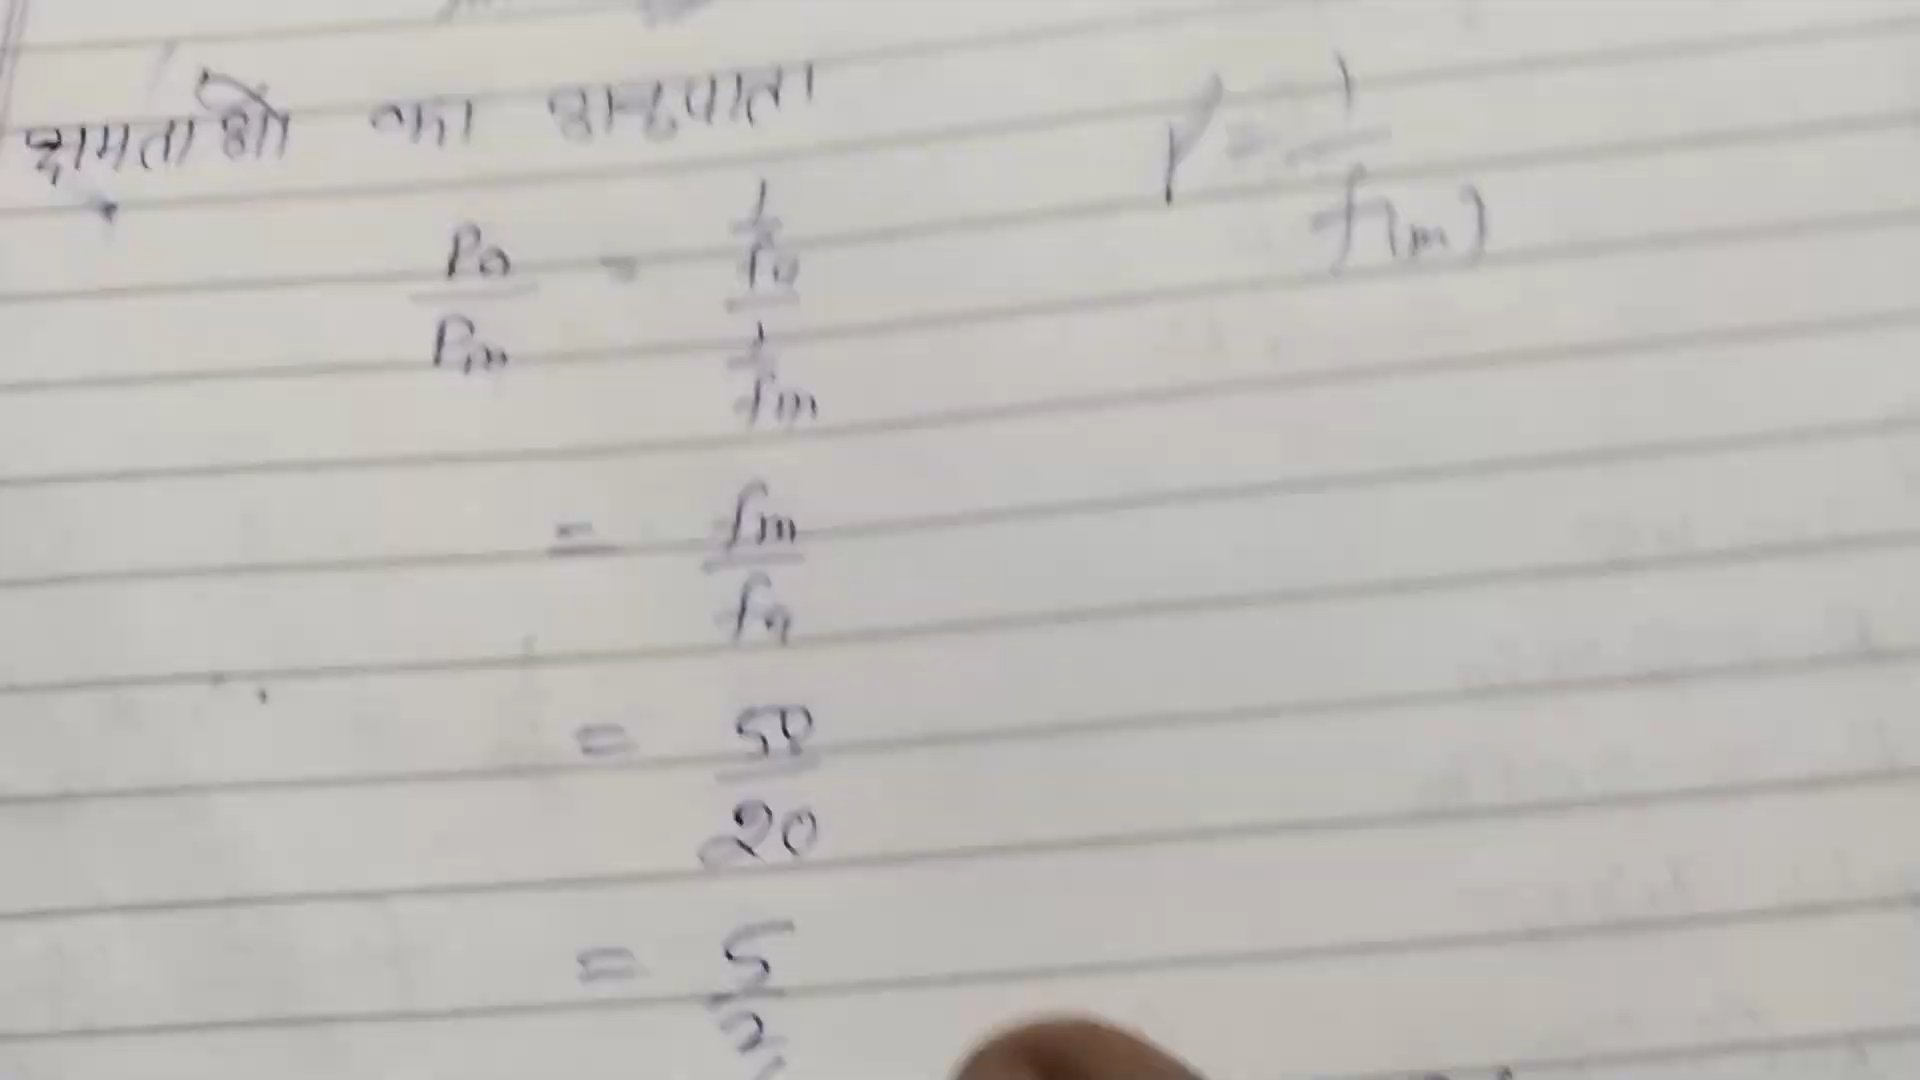 क्षमताओं का अनुपात।
P = 1/f(m)
Pa/Pm = (1/fa)/(1/fm)
= fm/fa
= 50/20
= 5/2